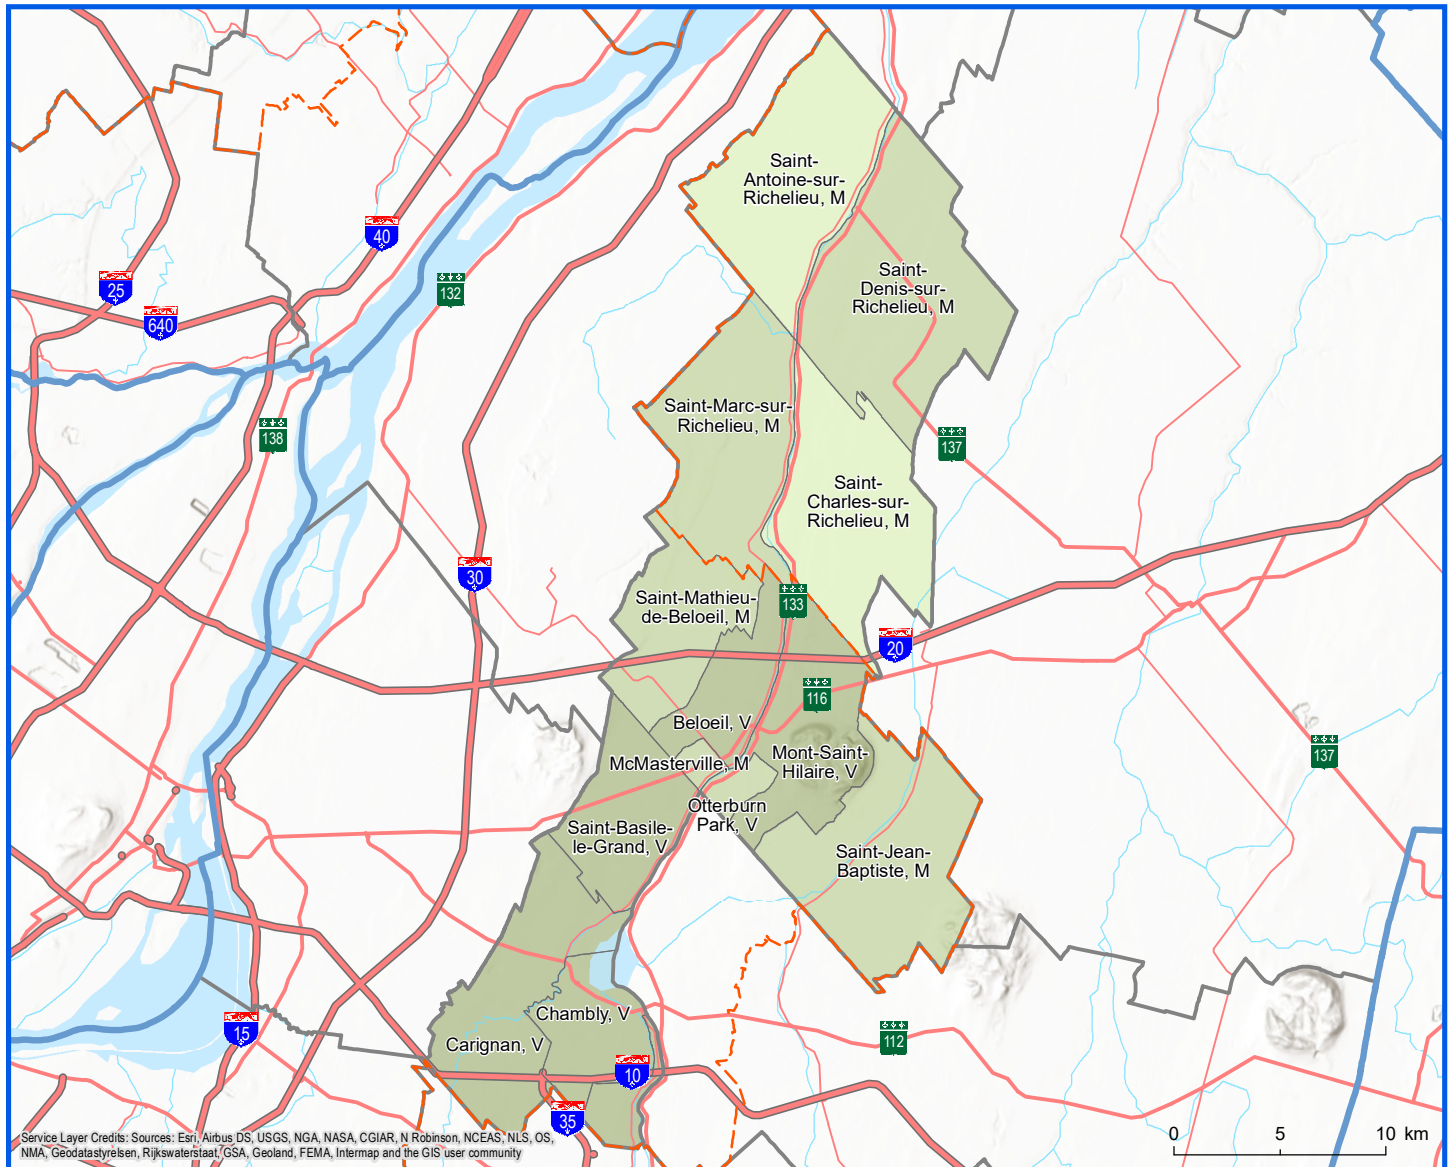 Saint-
Antoine-sur-
Richelieu, M
40
Saint-
Denis-sur-
Richelieu, M
25
132
640
Saint-Marc-sur-
Richelieu, M
138
137
Saint-
Charles-sur-
Richelieu, M
30
Saint-Mathieu-
de-Beloeil, M
133
20
116
Beloeil, V
Mont-Saint-
Hilaire, V
McMasterville, M
137
Otterburn
Park, V
Saint-Basile-
le-Grand, V
Saint-Jean-
Baptiste, M
Chambly, V
15
112
Carignan, V
10
35
Service Layer Credits: Sources: Esri, Airbus DS, USGS, NGA, NASA, CGIAR, N Robinson, NCEAS, NLS, OS,
NMA, Geodatastyrelsen, Rijkswaterstaat, GSA, Geoland, FEMA, Intermap and the GIS user community
0 5 10 km